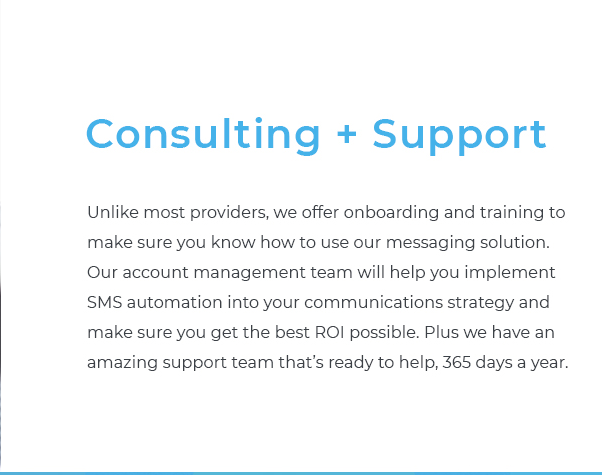 Consulting + Support
Unlike most providers, we offer onboarding and training to
make sure you know how to use our messaging solution.
Our account management team will help you implement
SMS automation into your communications strategy and
make sure you get the best ROI possible. Plus we have an
amazing support team that’s ready to help, 365 days a year.